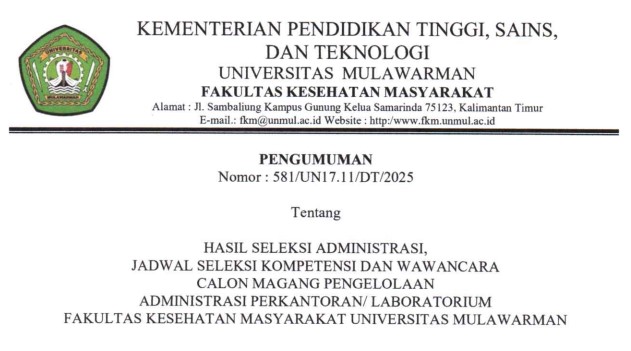 KEMENTERIAN PENDIDIKAN TINGGI, SAINS,
DAN TEKNOLOGI
UNIVERSITAS MULAWARMAN
FAKULTAS KESEHATAN MASYARAKAT
Alamat : Jl. Sambaliung Kampus Gunung Kelua Samarinda 75123, Kalimantan Timur
E-mail.: fkm@unmul.ac.id Website : http:/www.fkm.unmul.ac.id
UNIVERSITAS
MULAWARMAN
PENGUMUMAN
Nomor : 581/UN17.11/DT/2025
Tentang
HASIL SELEKSI ADMINISTRASI,
JADWAL SELEKSI KOMPETENSI DAN WAWANCARA
CALON MAGANG PENGELOLAAN
ADMINISTRASI PERKANTORAN/ LABORATORIUM
FAKULTAS KESEHATAN MASYARAKAT UNIVERSITAS MULAWARMAN